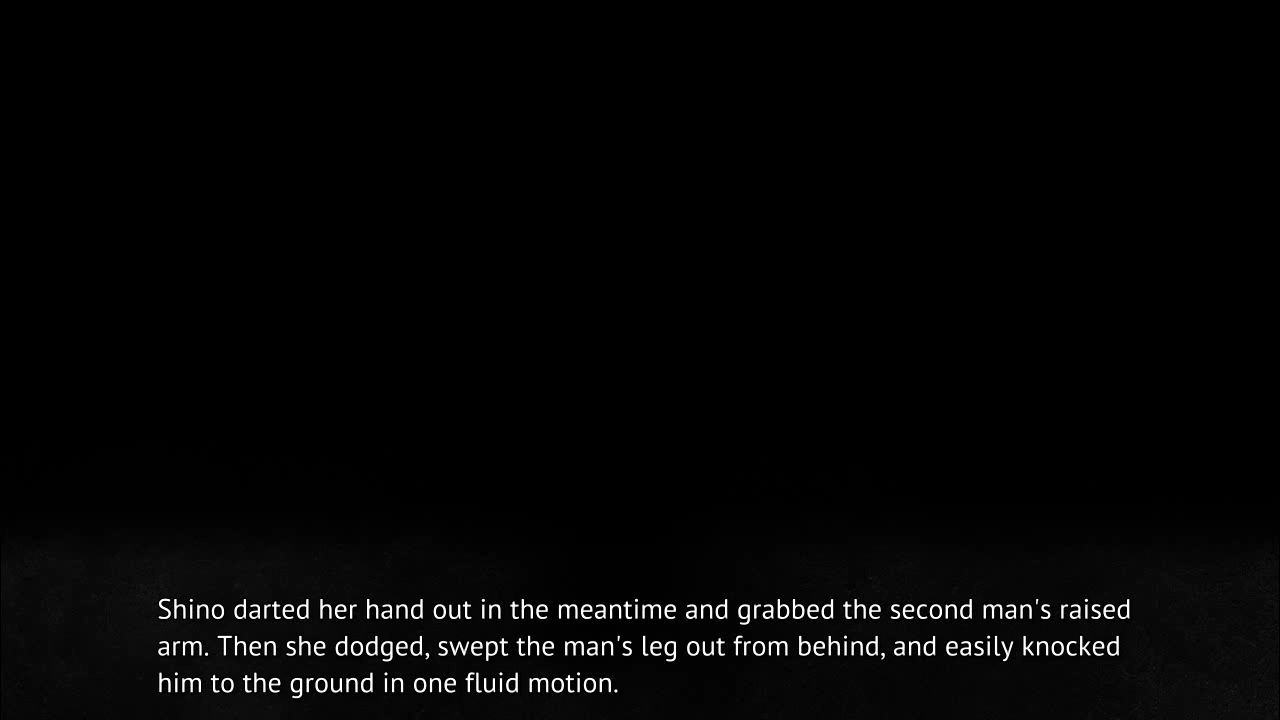 Shino darted her hand out in the meantime and grabbed the second man's raised
arm. Then she dodged, swept the man's leg out from behind, and easily knocked
him to the ground in one fluid motion.